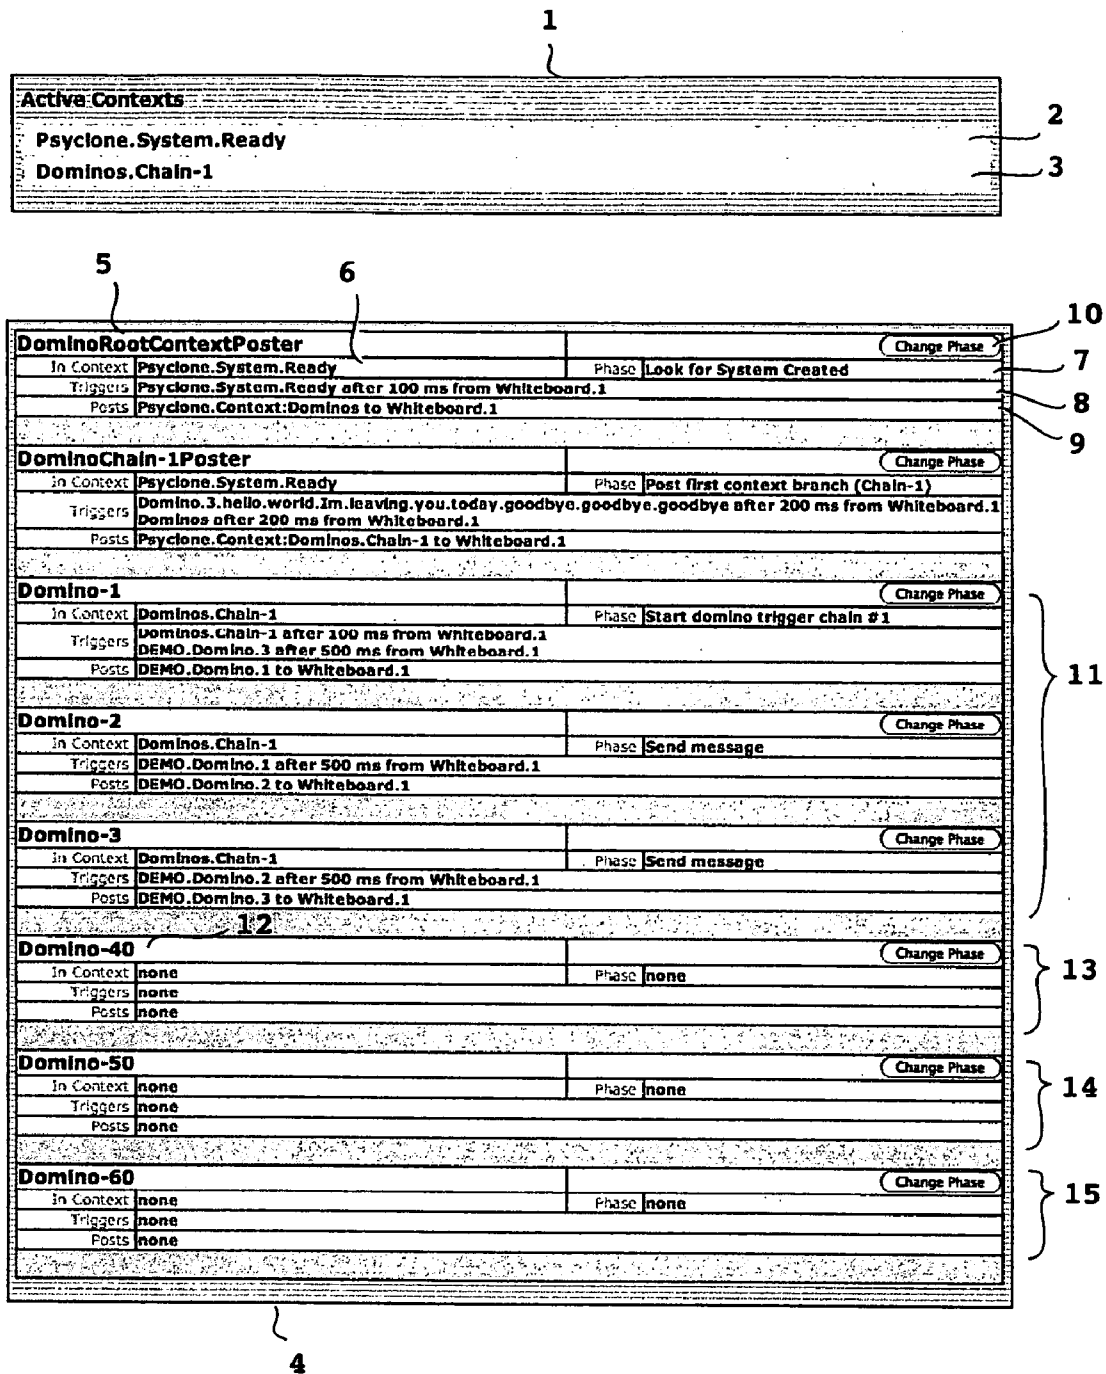 1
Active Contexts
Psyclone.System.Ready
2
Dominos.Chain-1
3
5
6
10
DominoRootContextPoster
Change Phase
In Context Psyclone.System.Ready Phase Look for System Created
7
Triggers Psyclone.System.Ready after 100 ms from Whiteboard.1
8
Posts Psyclone.Context:Dominos to Whiteboard.1
9
DominoChain-1Poster
Change Phase
In Context Psyclone.System.Ready Phase Post first context branch (Chain-1)
Triggers Domino.3.hello.world.Im.leaving.you.today.goodbye.goodbye.goodbye after 200 ms from Whiteboard.1
Dominos after 200 ms from Whiteboard.1
Posts Psyclone.Context:Dominos.Chain-1 to Whiteboard.1
Domino-1
Change Phase
In Context Dominos.Chain-1 Phase Start domino trigger chain #1
Triggers Dominos.Chain-1 after 100 ms from Whiteboard.1
DEMO.Domino.3 after 500 ms from Whiteboard.1
Posts DEMO.Domino.1 to Whiteboard.1
11
Domino-2
Change Phase
In Context Dominos.Chain-1 Phase Send message
Triggers DEMO.Domino.1 after 500 ms from Whiteboard.1
Posts DEMO.Domino.2 to Whiteboard.1
Domino-3
Change Phase
In Context Dominos.Chain-1 Phase Send message
Triggers DEMO.Domino.2 after 500 ms from Whiteboard.1
Posts DEMO.Domino.3 to Whiteboard.1
12
Domino-40
Change Phase
In Context none Phase none
Triggers none
Posts none
13
Domino-50
Change Phase
In Context none Phase none
Triggers none
Posts none
14
Domino-60
Change Phase
In Context none Phase none
Triggers none
Posts none
15
4